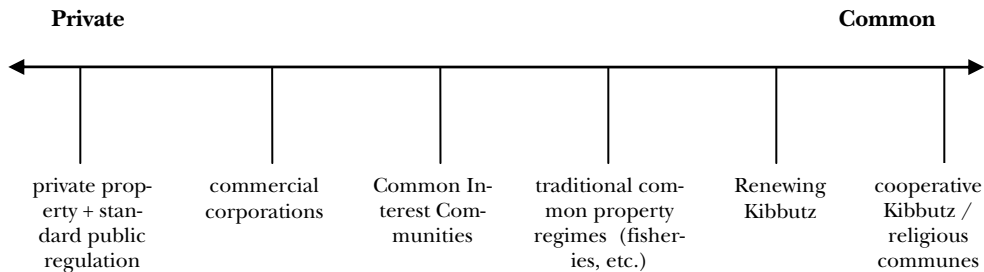 Private
Common
private prop-
erty + stan-
dard public
regulation
commercial
corporations
Common In-
terest Com-
munities
traditional com-
mon property
regimes (fisher-
ies, etc.)
Renewing
Kibbutz
cooperative
Kibbutz /
religious
communes